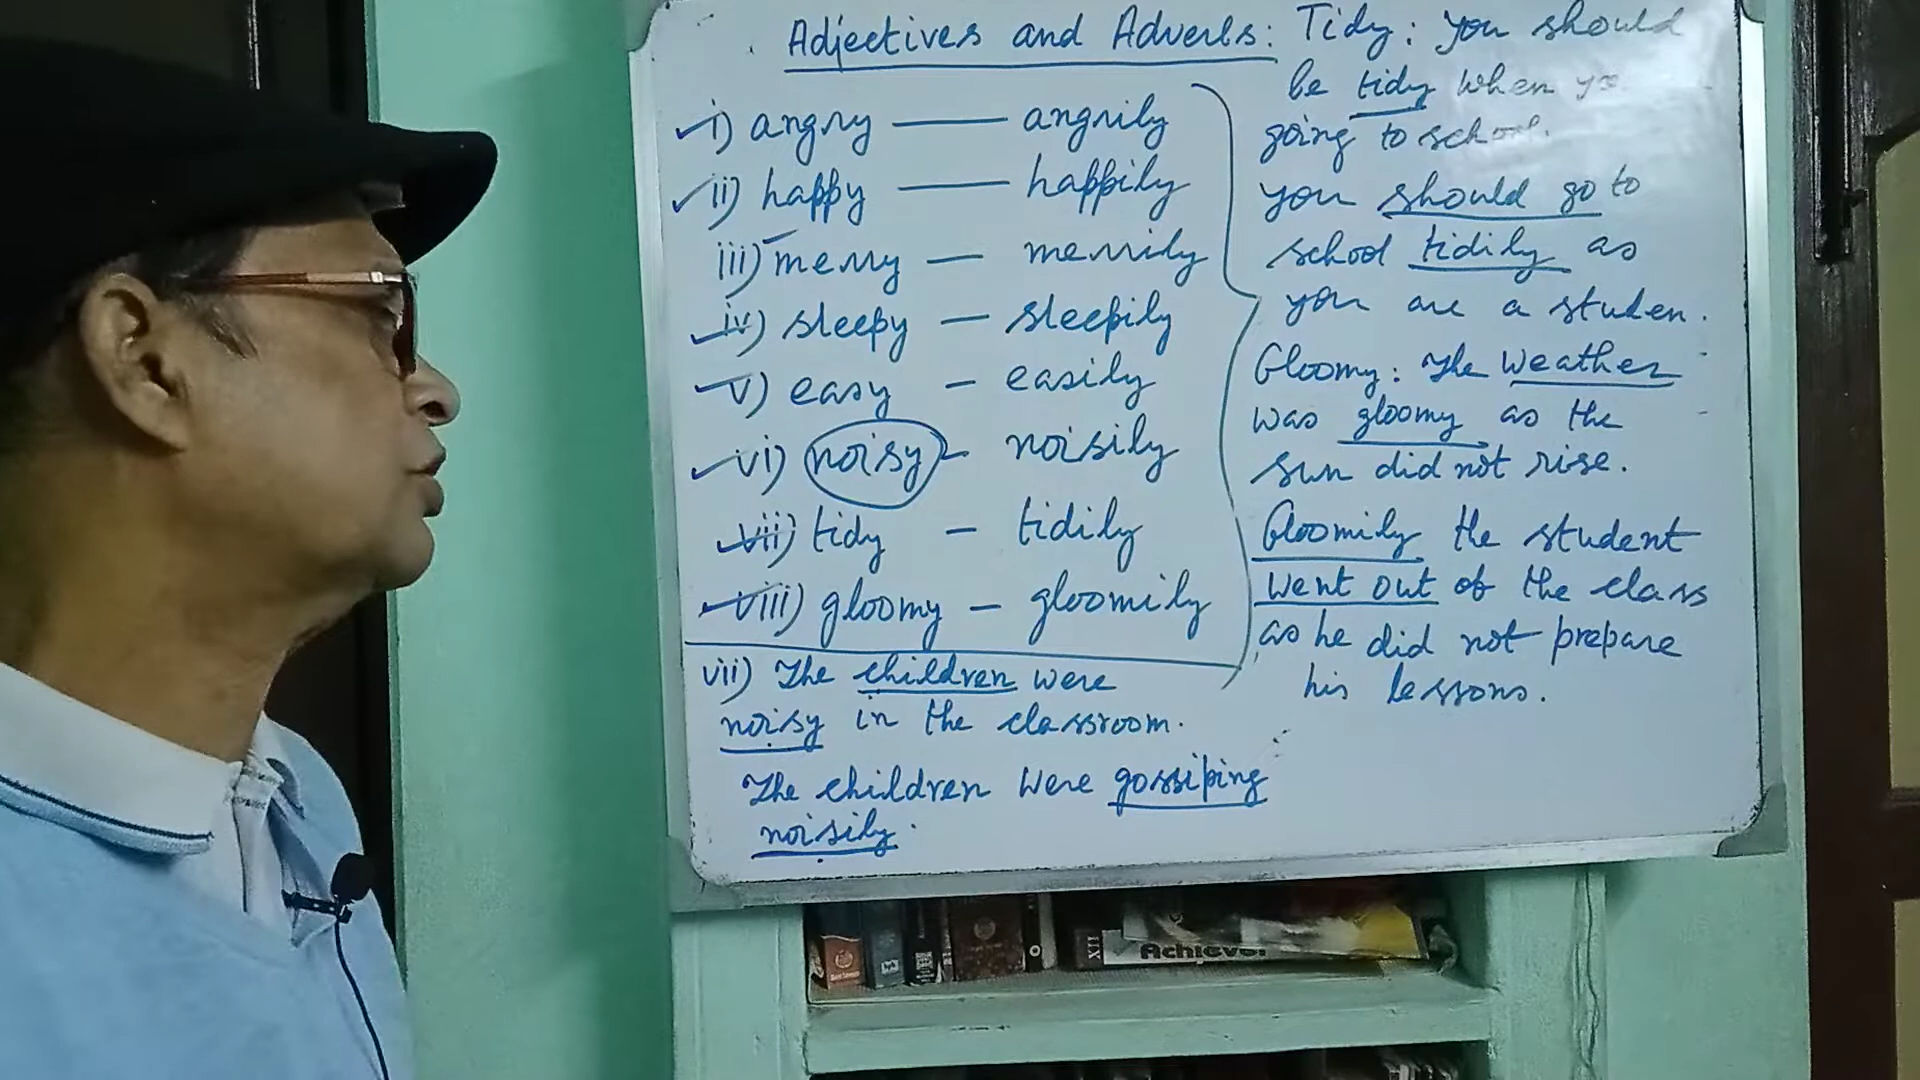 Adjectives and Adverbs:
i) angry — angrily
ii) happy — happily
iii) merry — merrily
iv) sleepy — sleepily
v) easy — easily
vi) noisy - noisily
vii) tidy - tidily
viii) gloomy - gloomily
vii) The children were
noisy in the classroom.
The children were gossiping
noisily.
Tidy: you should
be tidy when
going to school.
you should go to
school tidily as
you are a studen.
Gloomy: The weather
was gloomy as the
sun did not rise.
Gloomily the student
went out of the class
as he did not prepare
his lessons.
XII
Achiever